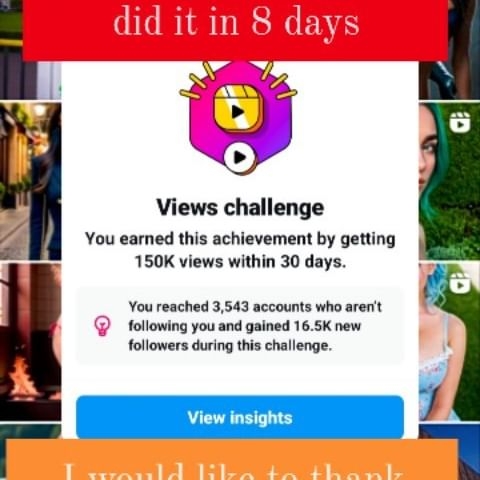 did it in 8 days
Views challenge
You earned this achievement by getting
150K views within 30 days.
You reached 3,543 accounts who aren't
following you and gained 16.5K new
followers during this challenge.
View insights
I would like to thank